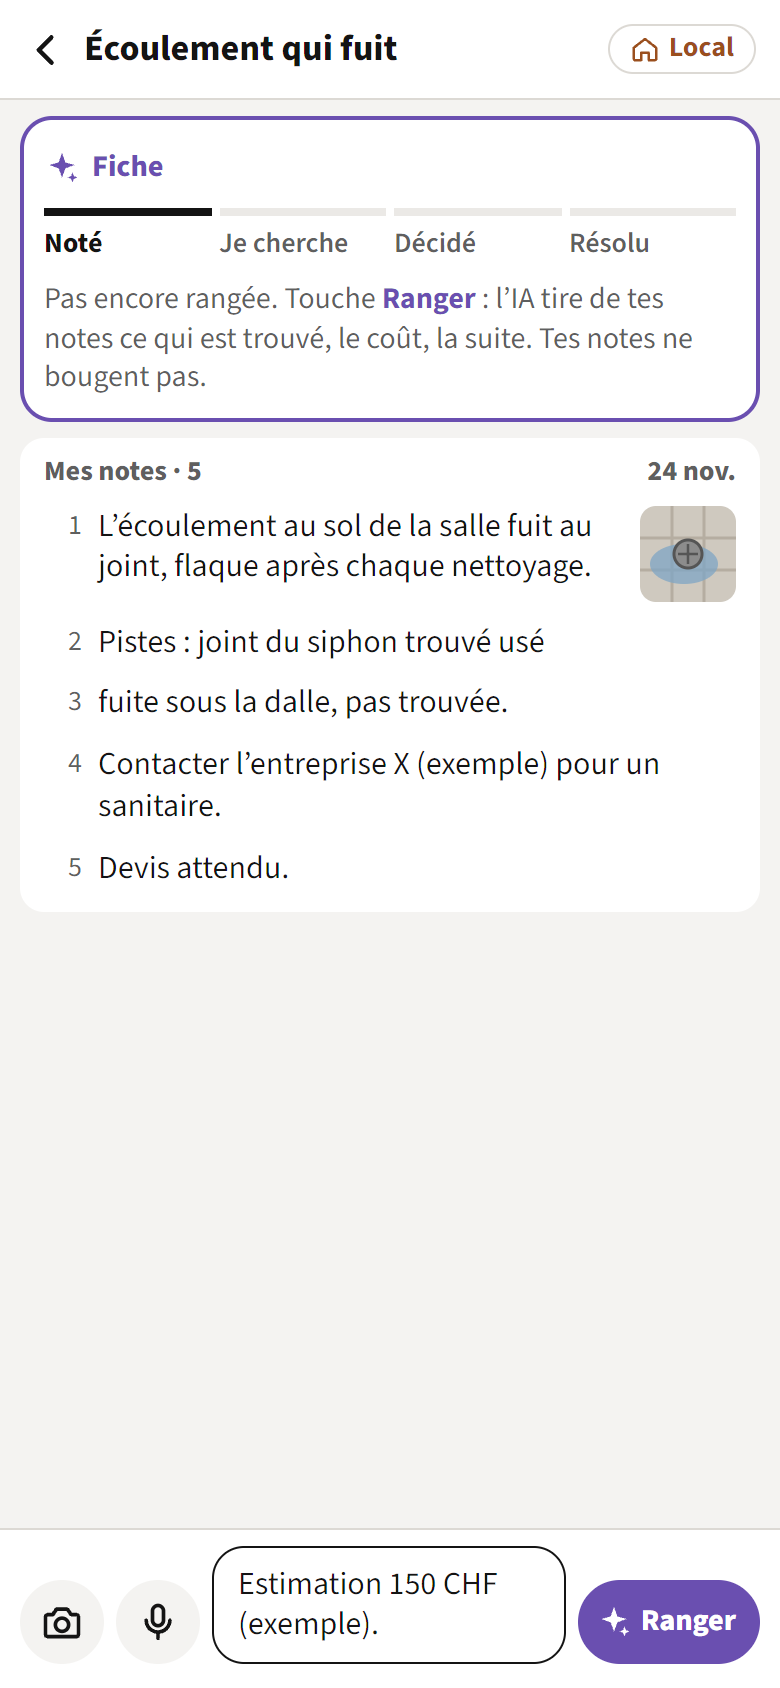 Écoulement qui fuit
Local
Fiche
Noté
Je cherche
Décidé
Résolu
Pas encore rangée. Touche Ranger : l’IA tire de tes
notes ce qui est trouvé, le coût, la suite. Tes notes ne
bougent pas.
Mes notes · 5
24 nov.
1 L’écoulement au sol de la salle fuit au
joint, flaque après chaque nettoyage.
2 Pistes : joint du siphon trouvé usé
3 fuite sous la dalle, pas trouvée.
4 Contacter l’entreprise X (exemple) pour un
sanitaire.
5 Devis attendu.
Estimation 150 CHF
(exemple).
Ranger